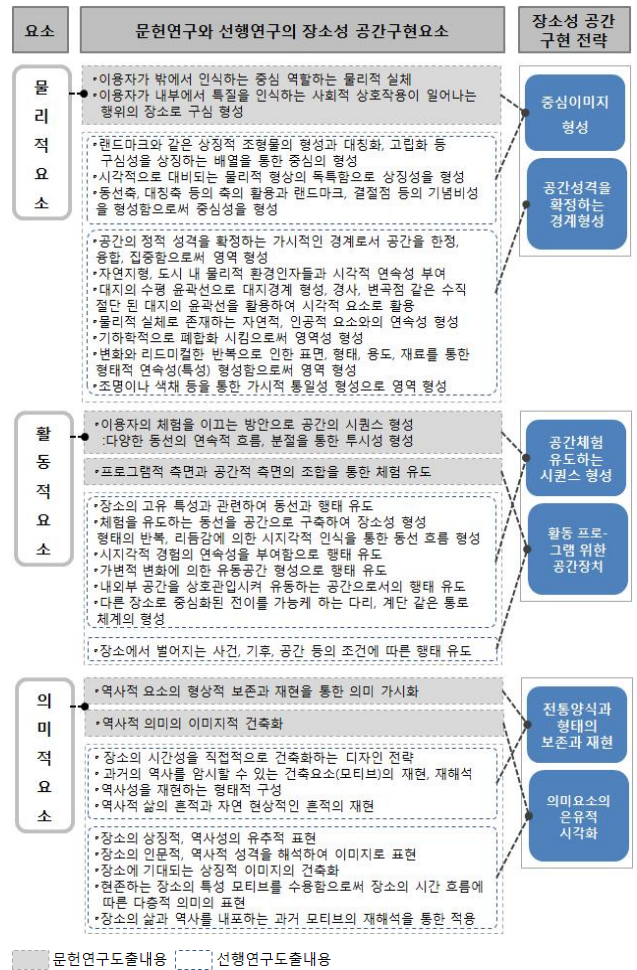 요소
문헌연구와 선행연구의 장소성 공간구현요소
장소성 공간
구현 전략
물
리
적
요
소
•이용자가 밖에서 인식하는 중심 역할하는 물리적 실체
•이용자가 내부에서 특질을 인식하는 사회적 상호작용이 일어나는
행위의 장소로 구심 형성
•랜드마크와 같은 상징적 조형물의 형성과 대칭화, 고립화 등
구심성을 상징하는 배열을 통한 중심의 형성
•시각적으로 대비되는 물리적 형상의 독특함으로 상징성을 형성
•동선축, 대칭축 등의 축의 활용과 랜드마크, 결절점 등의 기념비성
을 형성함으로써 중심성을 형성
•공간의 정적 성격을 확정하는 가시적인 경계로서 공간을 한정,
융합, 집중함으로써 영역 형성
•자연지형, 도시 내 물리적 환경인자들과 시각적 연속성 부여
•대지의 수평 윤곽선으로 대지경계 형성, 경사, 변곡점 같은 수직
절단 된 대지의 윤곽선을 활용하여 시각적 요소로 활용
•물리적 실체로 존재하는 자연적, 인공적 요소와의 연속성 형성
•기하학적으로 폐합화 시킴으로써 영역성 형성
•변화와 리드미컬한 반복으로 인한 표면, 형태, 용도, 재료를 통한
형태적 연속성(특성) 형성함으로써 영역 형성
•조명이나 색채 등을 통한 가시적 통일성 형성으로 영역 형성
중심이미지
형성
공간성격을
확정하는
경계형성
활
동
적
요
소
•이용자의 체험을 이끄는 방안으로 공간의 시퀀스 형성
:다양한 동선의 연속적 흐름, 분절을 통한 투시성 형성
•프로그램적 측면과 공간적 측면의 조합을 통한 체험 유도
•장소의 고유 특성과 관련하여 동선과 행태 유도
•체험을 유도하는 동선을 공간으로 구축하여 장소성 형성
형태의 반복, 리듬감에 의한 시지각적 인식을 통한 동선 흐름 형성
•시지각적 경험의 연속성을 부여함으로 행태 유도
•가변적 변화에 의한 유동공간 형성으로 행태 유도
•내외부 공간을 상호관입시켜 유동하는 공간으로서의 행태 유도
•다른 장소로 중심화된 전이를 가능케 하는 다리, 계단 같은 통로
체계의 형성
•장소에서 벌어지는 사건, 기후, 공간 등의 조건에 따른 행태 유도
공간체험
유도하는
시퀀스 형성
활동 프로-
그램 위한
공간장치
의
미
적
요
소
•역사적 요소의 형상적 보존과 재현을 통한 의미 가시화
•역사적 의미의 이미지적 건축화
• 장소의 시간성을 직접적으로 건축화하는 디자인 전략
•과거의 역사를 암시할 수 있는 건축요소(모티브)의 재현, 재해석
•역사성을 재현하는 형태적 구성
•역사적 삶의 흔적과 자연 현상적인 흔적의 재현
•장소의 상징적, 역사성의 유추적 표현
•장소의 인문적, 역사적 성격을 해석하여 이미지로 표현
•장소에 기대되는 상징적 이미지의 건축화
•현존하는 장소의 특성 모티브를 수용함으로써 장소의 시간 흐름에
따른 다층적 의미의 표현
•장소의 삶과 역사를 내포하는 과거 모티브의 재해석을 통한 적용
전통양식과
형태의
보존과 재현
의미요소의
은유적
시각화
문헌연구도출내용
선행연구도출내용